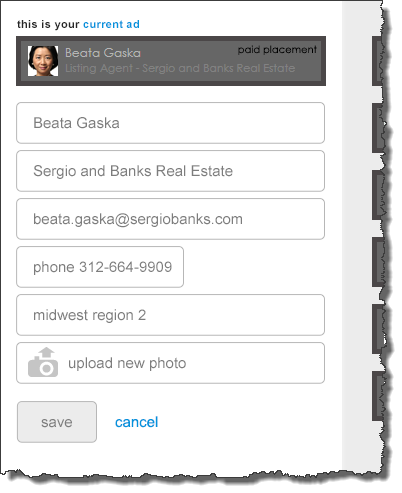 this is your current ad
Beata Gaska
paid placement
Listing Agent - Sergio and Banks Real Estate
Beata Gaska
Sergio and Banks Real Estate
beata.gaska@sergiobanks.com
phone 312-664-9909
midwest region 2
upload new photo
save cancel